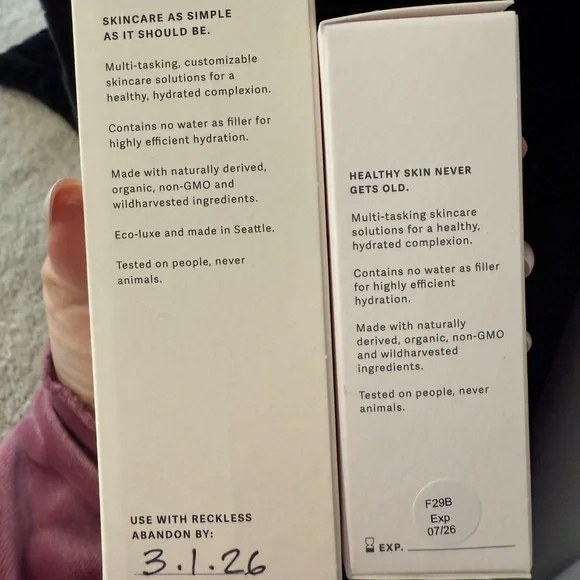 SKINCARE AS SIMPLE
AS IT SHOULD BE.
Multi-tasking, customizable
skincare solutions for a
healthy, hydrated complexion.
Contains no water as filler for
highly efficient hydration.
Made with naturally derived,
organic, non-GMO and
wildharvested ingredients.
Eco-luxe and made in Seattle.
Tested on people, never
animals.
USE WITH RECKLESS
ABANDON BY:
3.1.26
HEALTHY SKIN NEVER
GETS OLD.
Multi-tasking skincare
solutions for a healthy,
hydrated complexion.
Contains no water as filler
for highly efficient
hydration.
Made with naturally
derived, organic, non-GMO
and wildharvested
ingredients.
Tested on people, never
animals.
F29B
Exp
07/26
EXP.